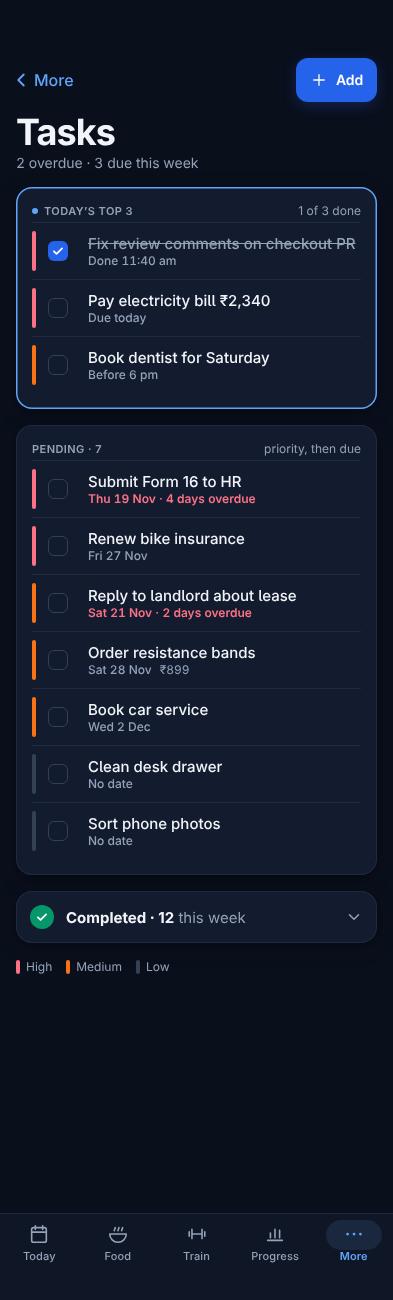 More
Add
Tasks
2 overdue · 3 due this week
TODAY'S TOP 3
1 of 3 done
Fix review comments on checkout PR
Done 11:40 am
Pay electricity bill ₹2,340
Due today
Book dentist for Saturday
Before 6 pm
PENDING · 7
priority, then due
Submit Form 16 to HR
Thu 19 Nov · 4 days overdue
Renew bike insurance
Fri 27 Nov
Reply to landlord about lease
Sat 21 Nov · 2 days overdue
Order resistance bands
Sat 28 Nov ₹899
Book car service
Wed 2 Dec
Clean desk drawer
No date
Sort phone photos
No date
Completed · 12 this week
High Medium Low
Today Food Train Progress More